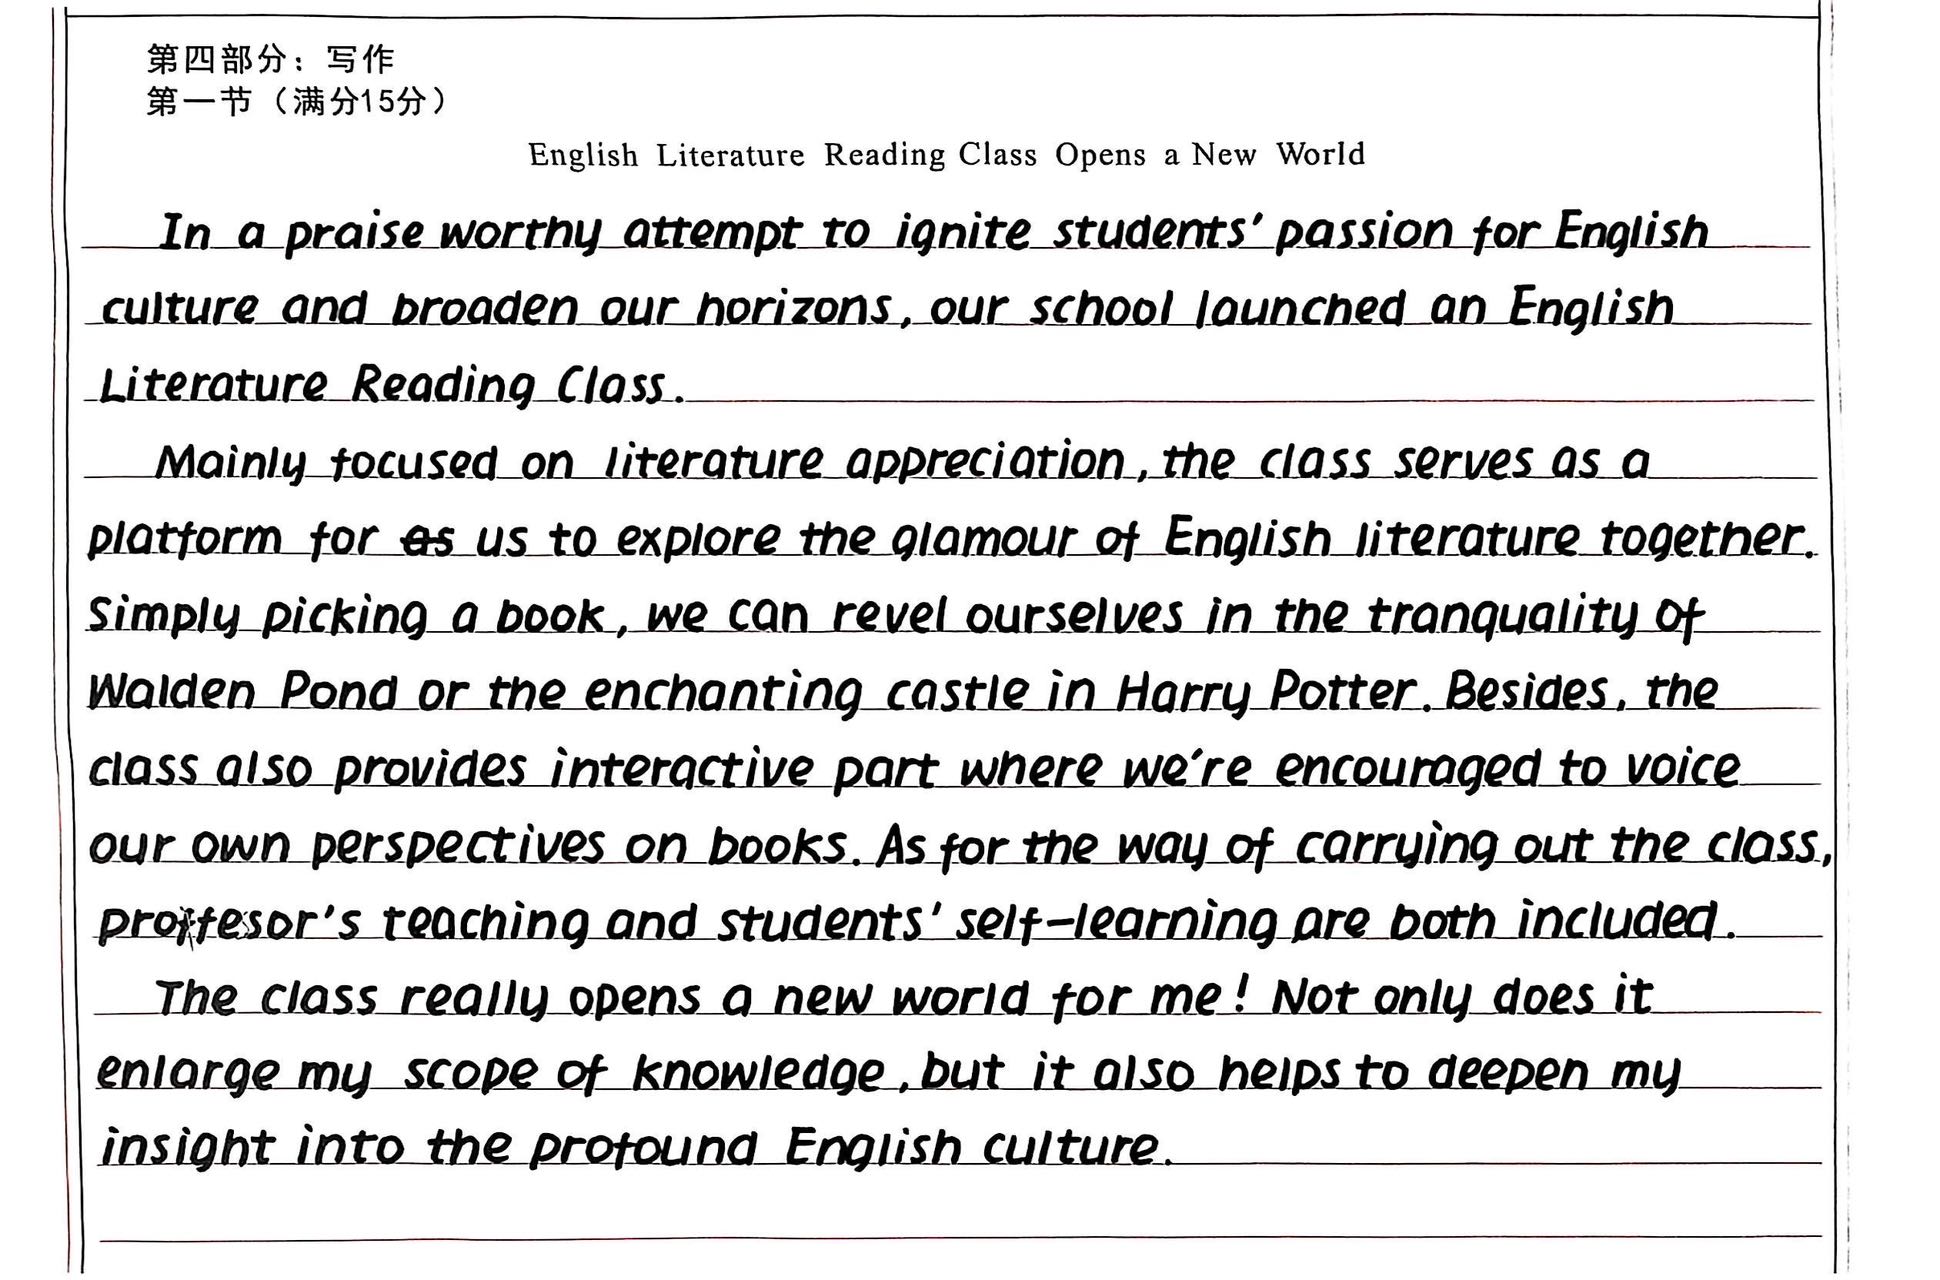 第四部分：写作
第一节（满分15分）
English Literature Reading Class Opens a New World
In a praise worthy attempt to ignite students' passion for English
culture and broaden our horizons, our school launched an English
Literature Reading Class.
Mainly focused on literature appreciation, the class serves as a
platform for as us to explore the glamour of English literature together.
Simply picking a book, we can revel ourselves in the tranquality of
Walden Pond or the enchanting castle in Harry Potter. Besides, the
class also provides interactive part where we're encouraged to voice
our own perspectives on books. As for the way of carrying out the class,
proffesor's teaching and students' self-learning are both included.
The class really opens a new world for me! Not only does it
enlarge my scope of knowledge, but it also helps to deepen my
insight into the profound English culture.